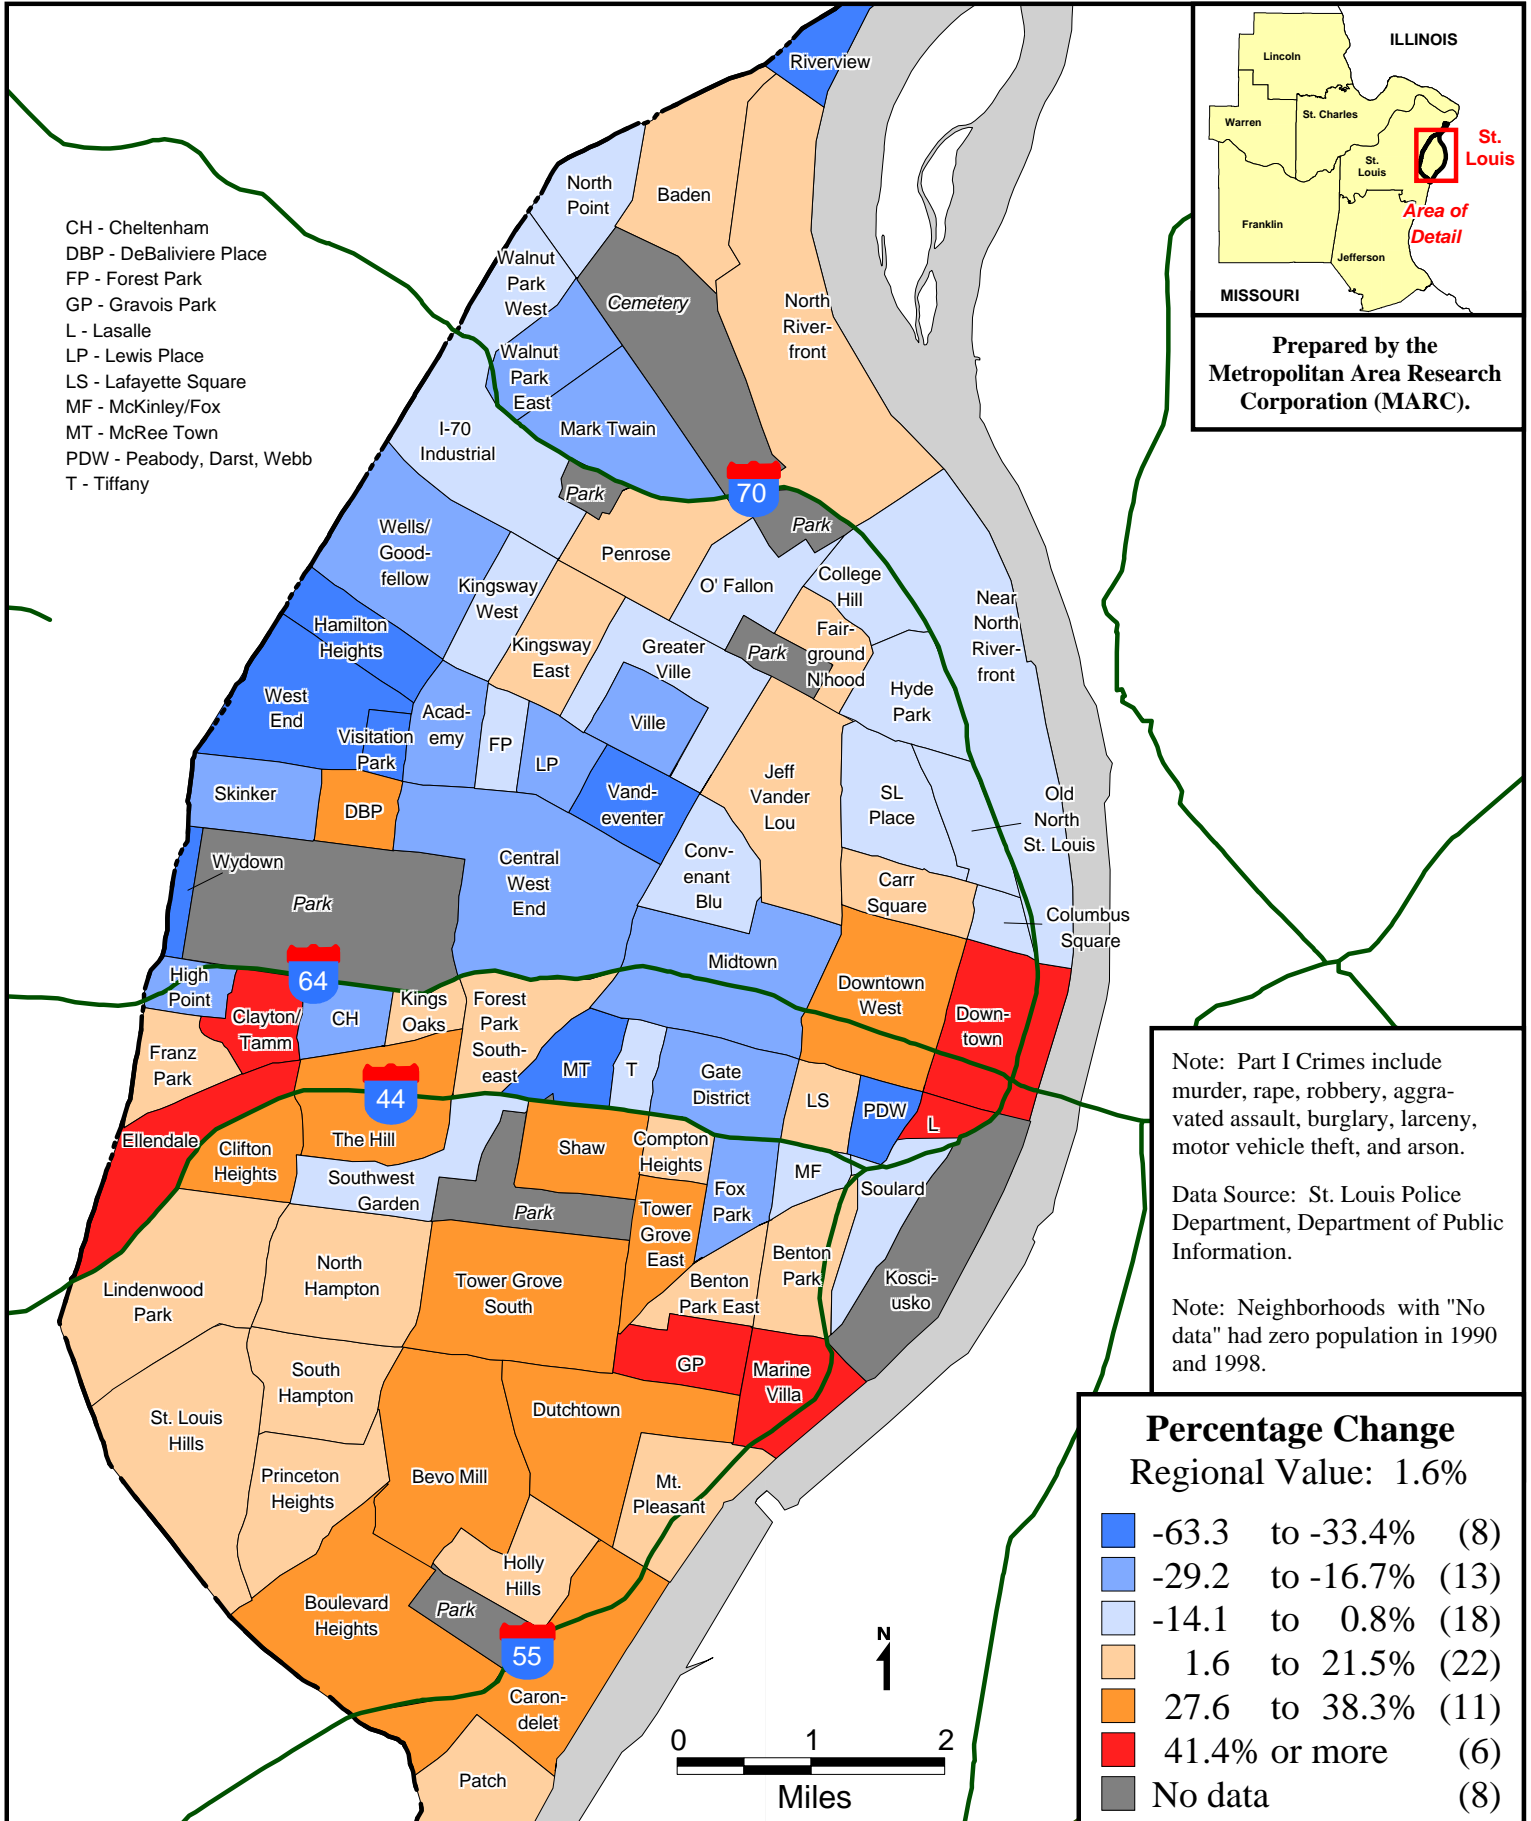 Riverview
North
Point
Baden
CH - Cheltenham
DBP - DeBaliviere Place
FP - Forest Park
GP - Gravois Park
L - Lasalle
LP - Lewis Place
LS - Lafayette Square
MF - McKinley/Fox
MT - McRee Town
PDW - Peabody, Darst, Webb
T - Tiffany
ILLINOIS
Lincoln
Warren
St. Charles
St.
Louis
St.
Louis
Franklin
Area of
Detail
Jefferson
MISSOURI
Prepared by the
Metropolitan Area Research
Corporation (MARC).
Walnut
Park
West
Cemetery
North
River-
front
Walnut
Park
East
Mark Twain
I-70
Industrial
Park
70
Park
Wells/
Good-
fellow
Penrose
Kingsway
West
O' Fallon
College
Hill
Near
North
River-
front
Hamilton
Heights
Kingsway
East
Greater
Ville
Park
Fair-
ground
N'hood
Hyde
Park
West
End
Visitation
Park
Acad-
emy
FP
LP
Ville
Vand-
eventer
Jeff
Vander
Lou
SL
Place
Old
North
St. Louis
Skinker
DBP
Wydown
Park
Central
West
End
Conv-
enant
Blu
Carr
Square
Columbus
Square
High
Point
64
Midtown
Downtown
West
Down-
town
Clayton/
Tamm
CH
Kings
Oaks
Forest
Park
South-
east
Franz
Park
MT
T
Gate
District
LS
PDW
L
44
Ellendale
Clifton
Heights
The Hill
Shaw
Compton
Heights
Southwest
Garden
Park
Fox
Park
MF
Soulard
Tower
Grove
East
Lindenwood
Park
North
Hampton
Tower Grove
South
Benton
Park East
Benton
Park
Kosci-
usko
GP
Marine
Villa
South
Hampton
St. Louis
Hills
Dutchtown
Princeton
Heights
Bevo Mill
Mt.
Pleasant
Holly
Hills
Boulevard
Heights
Park
55
Caron-
delet
Patch
N
0 1 2
Miles
Note: Part I Crimes include
murder, rape, robbery, aggra-
vated assault, burglary, larceny,
motor vehicle theft, and arson.
Data Source: St. Louis Police
Department, Department of Public
Information.
Note: Neighborhoods with "No
data" had zero population in 1990
and 1998.
Percentage Change
Regional Value: 1.6%
-63.3 to -33.4% (8)
-29.2 to -16.7% (13)
-14.1 to 0.8% (18)
1.6 to 21.5% (22)
27.6 to 38.3% (11)
41.4% or more (6)
No data (8)